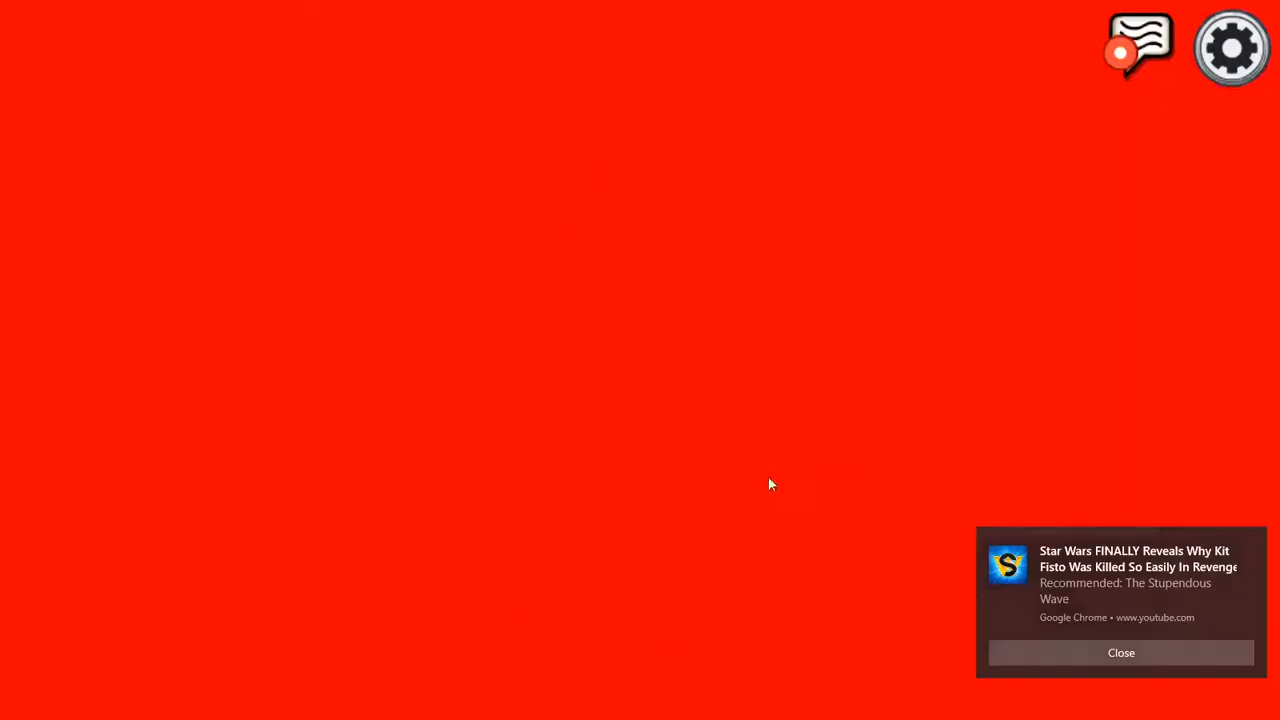 Star Wars FINALLY Reveals Why Kit
Fisto Was Killed So Easily In Revenge
Recommended: The Stupendous
Wave
Google Chrome • www.youtube.com
Close